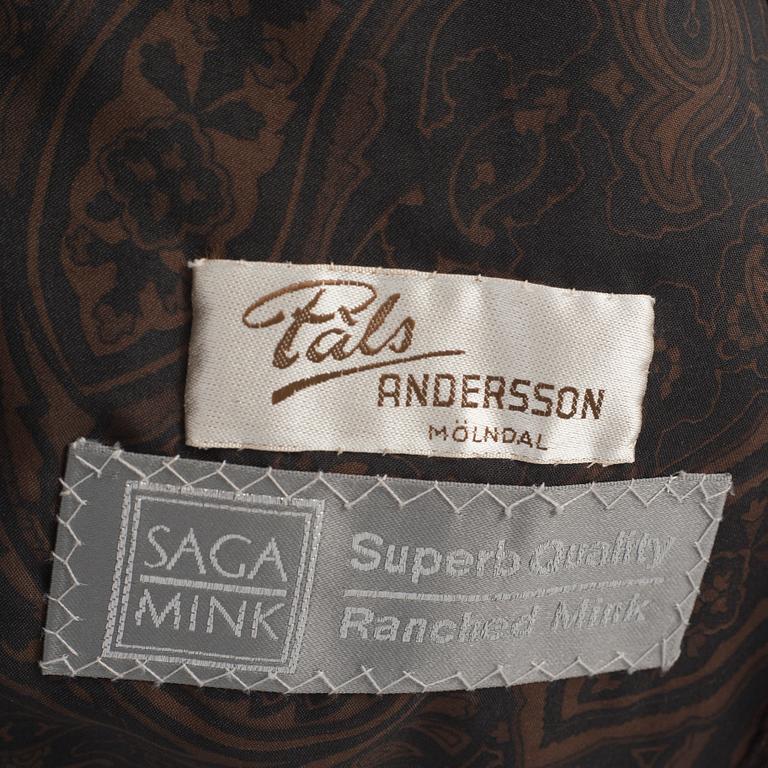 Päls
ANDERSSON
MÖLNDAL
SAGA
MINK
Superb Quality
Ranched Mink